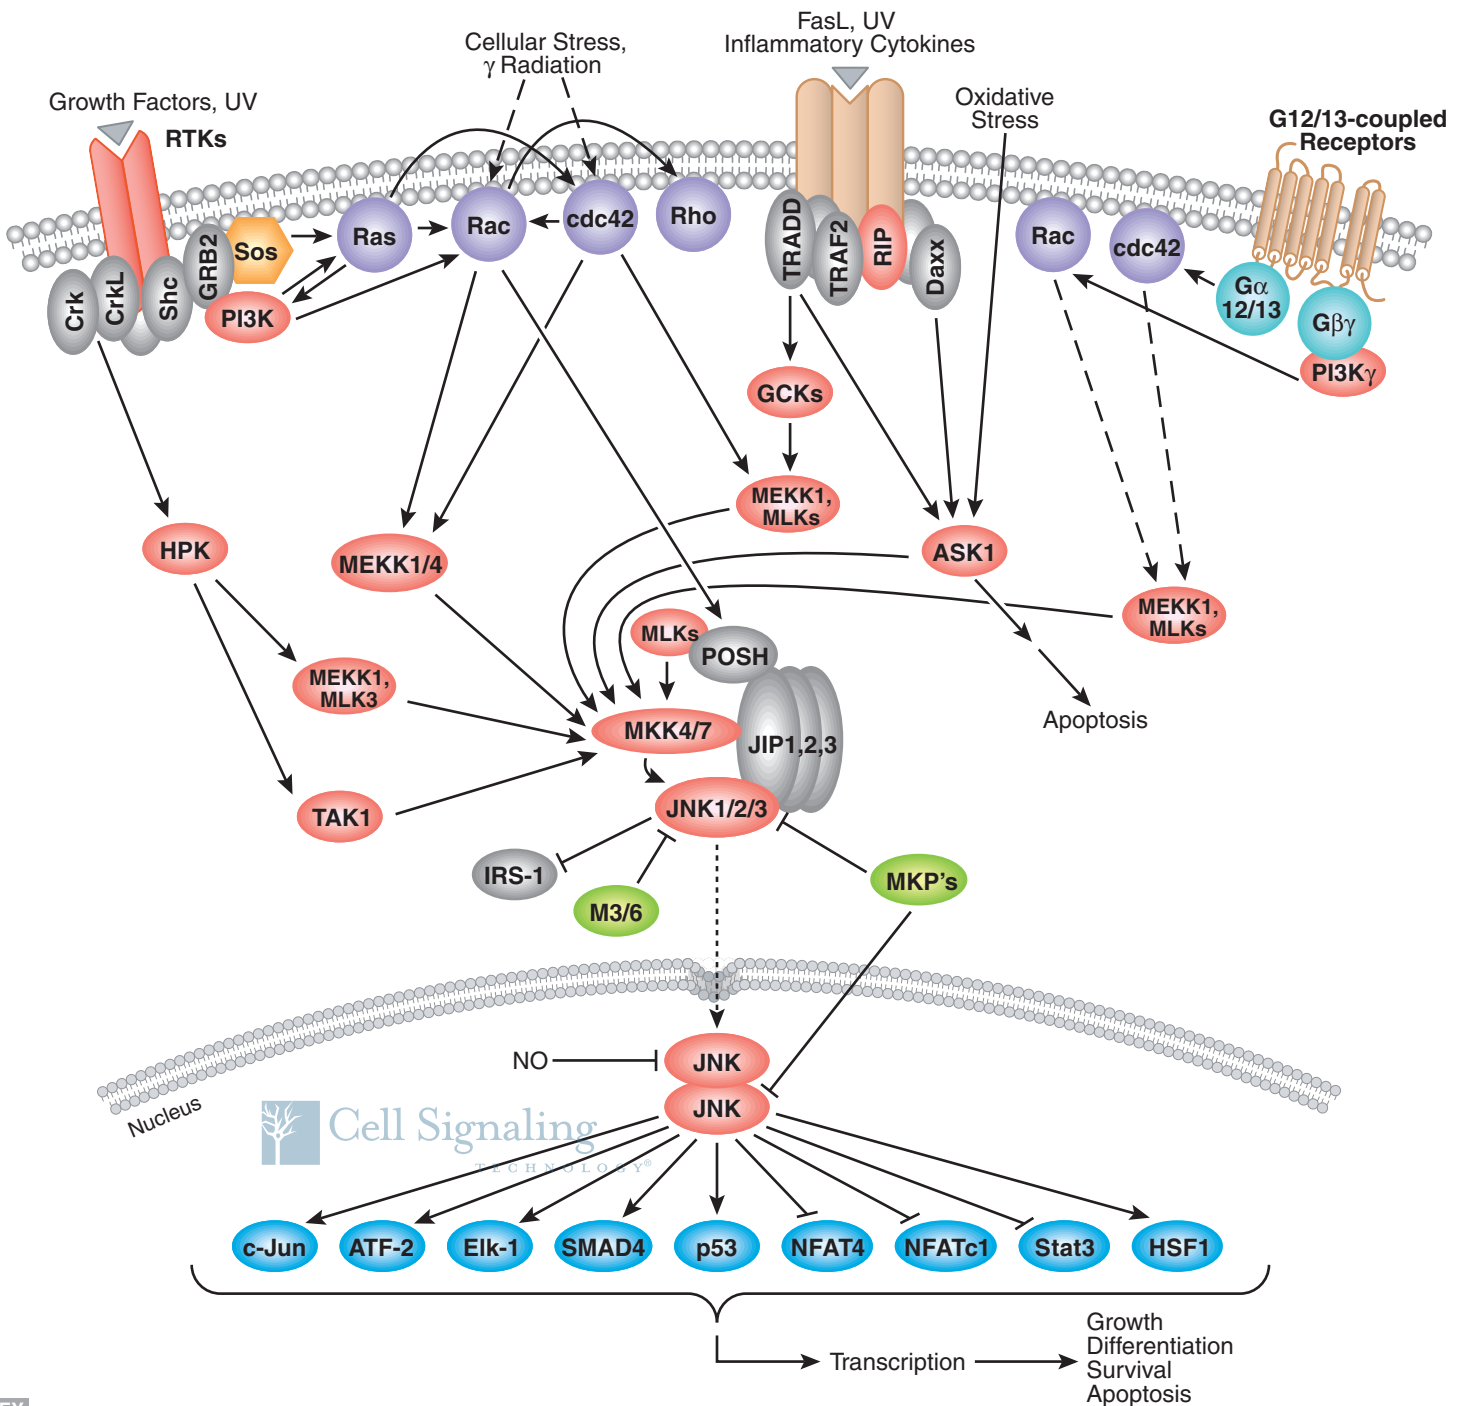 FasL, UV
Inflammatory Cytokines
Cellular Stress,
γ Radiation
Growth Factors, UV
RTKs
Oxidative
Stress
G12/13-coupled
Receptors
Crk
CrkL
Shc
GRB2
Sos
PI3K
Ras
Rac
cdc42
Rho
TRADD
TRAF2
RIP
Daxx
Rac
cdc42
Gα
12/13
Gβγ
PI3Kγ
GCKs
MEKK1,
MLKs
HPK
MEKK1/4
ASK1
MEKK1,
MLKs
MLKs
POSH
MEKK1,
MLK3
MKK4/7
JIP1,2,3
Apoptosis
TAK1
JNK1/2/3
IRS-1
M3/6
MKP's
NO
JNK
JNK
Nucleus
Cell Signaling
TECHNOLOGY®
c-Jun
ATF-2
Elk-1
SMAD4
p53
NFAT4
NFATc1
Stat3
HSF1
Transcription
Growth
Differentiation
Survival
Apoptosis